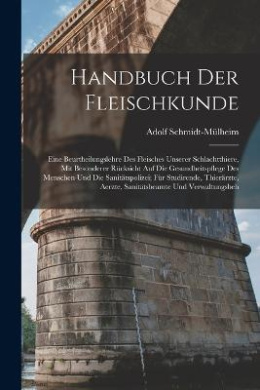 HANDBUCH DER
FLEISCHKUNDE
Adolf Schmidt-Mülheim
Eine Beurtheilungslehre Des Fleisches Unserer Schlachtthiere,
Mit Besonderer Rücksicht Auf Die Gesundheitspflege Des
Menschen Und Die Sanitätspolizei; Für Studirende, Thierärzte,
Aerzte, Sanitätsbeamte Und Verwaltungsbeh